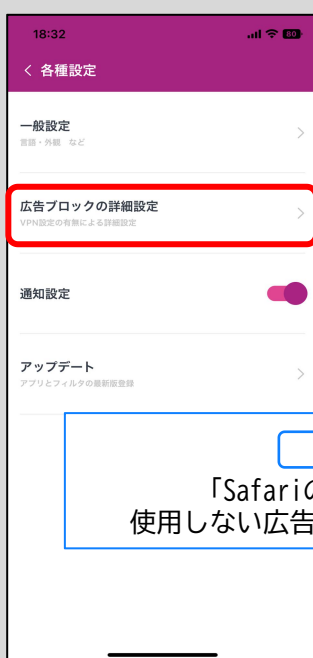 18:32
80
各種設定
一般設定
言語・外観 など
広告ブロックの詳細設定
VPN設定の有無による詳細設定
通知設定
アップデート
アプリとフィルタの最新版登録
「Safariの
使用しない広告